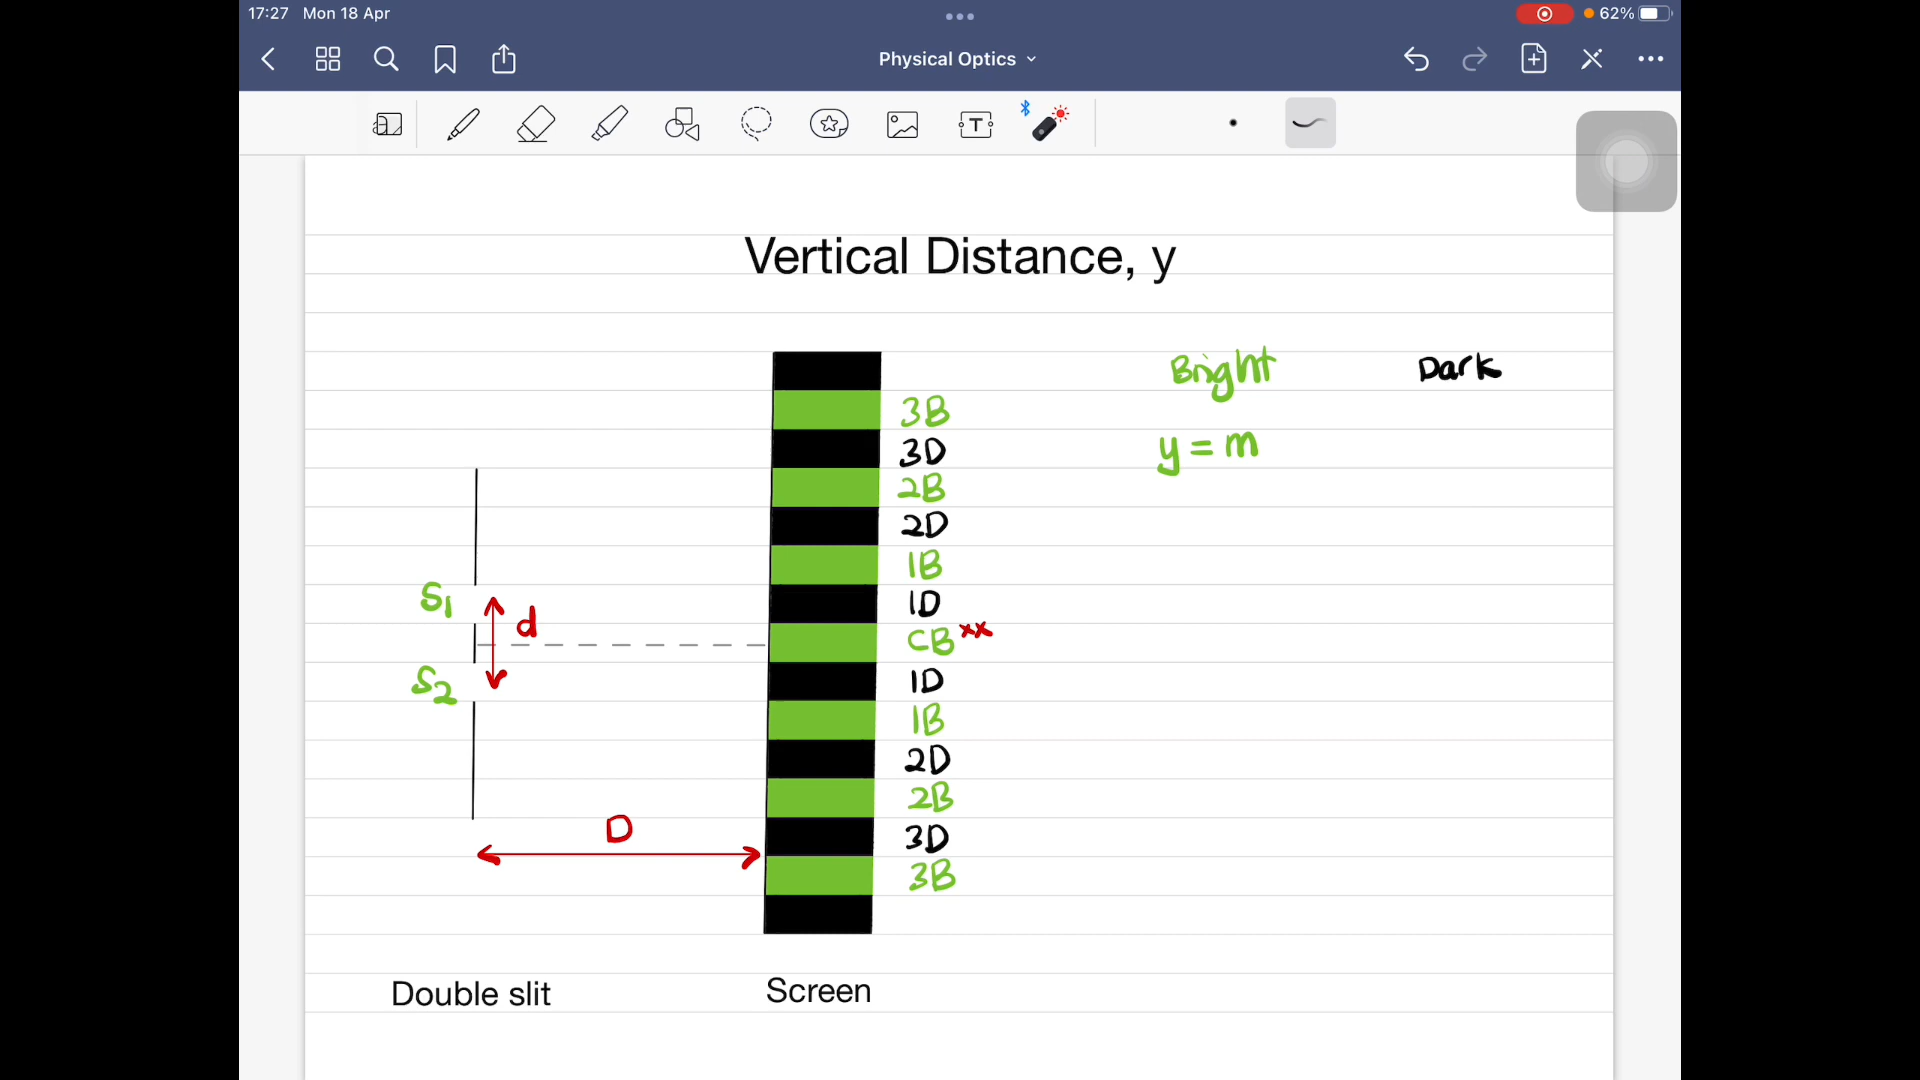 17:27 Mon 18 Apr
62%
Physical Optics
T
Vertical Distance, y
Bright
Dark
3B
y = m
3D
2B
2D
1B
S1
1D
d
CB xx
S2
1D
1B
2D
2B
D
3D
3B
Double slit
Screen